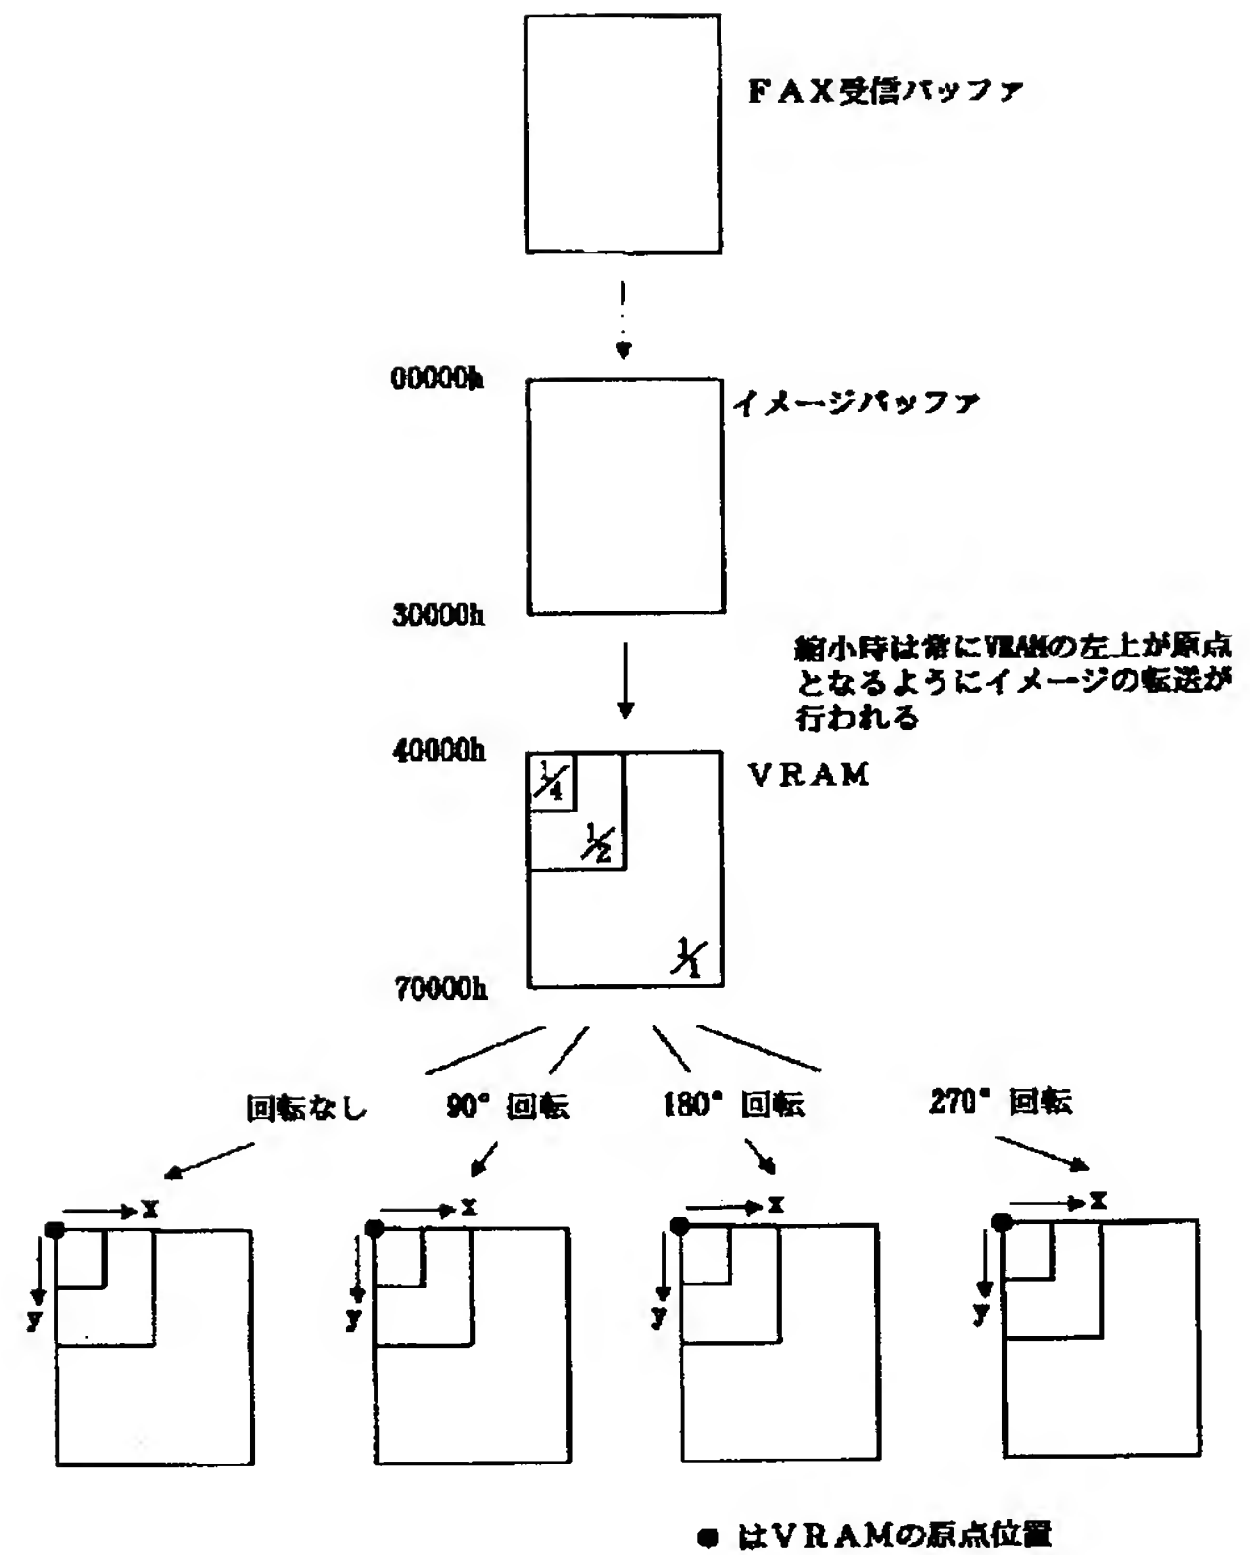 FAX受信バッファ
00000h
イメージバッファ
30000h
縮小時は常にVRAMの左上が原点
となるようにイメージの転送が
行われる
40000h
VRAM
1/4
1/2
1/1
70000h
回転なし
90° 回転
180° 回転
270° 回転
x
x
x
x
y
y
y
y
● はVRAMの原点位置